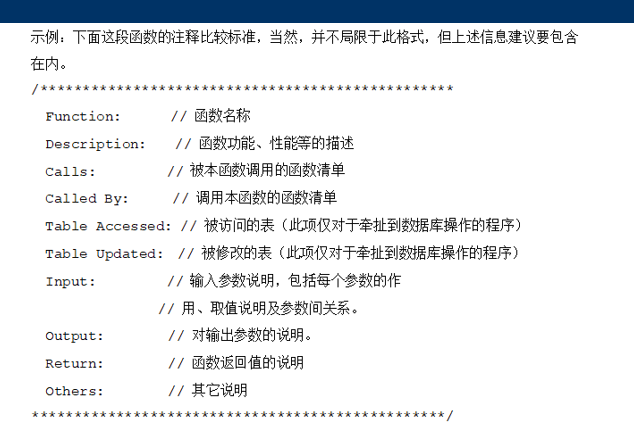 示例：下面这段函数的注释比较标准，当然，并不局限于此格式，但上述信息建议要包含
在内。
/*************************************************
Function: // 函数名称
Description: // 函数功能、性能等的描述
Calls: // 被本函数调用的函数清单
Called By: // 调用本函数的函数清单
Table Accessed: // 被访问的表（此项仅对于牵扯到数据库操作的程序）
Table Updated: // 被修改的表（此项仅对于牵扯到数据库操作的程序）
Input: // 输入参数说明，包括每个参数的作
// 用、取值说明及参数间关系。
Output: // 对输出参数的说明。
Return: // 函数返回值的说明
Others: // 其它说明
*************************************************/